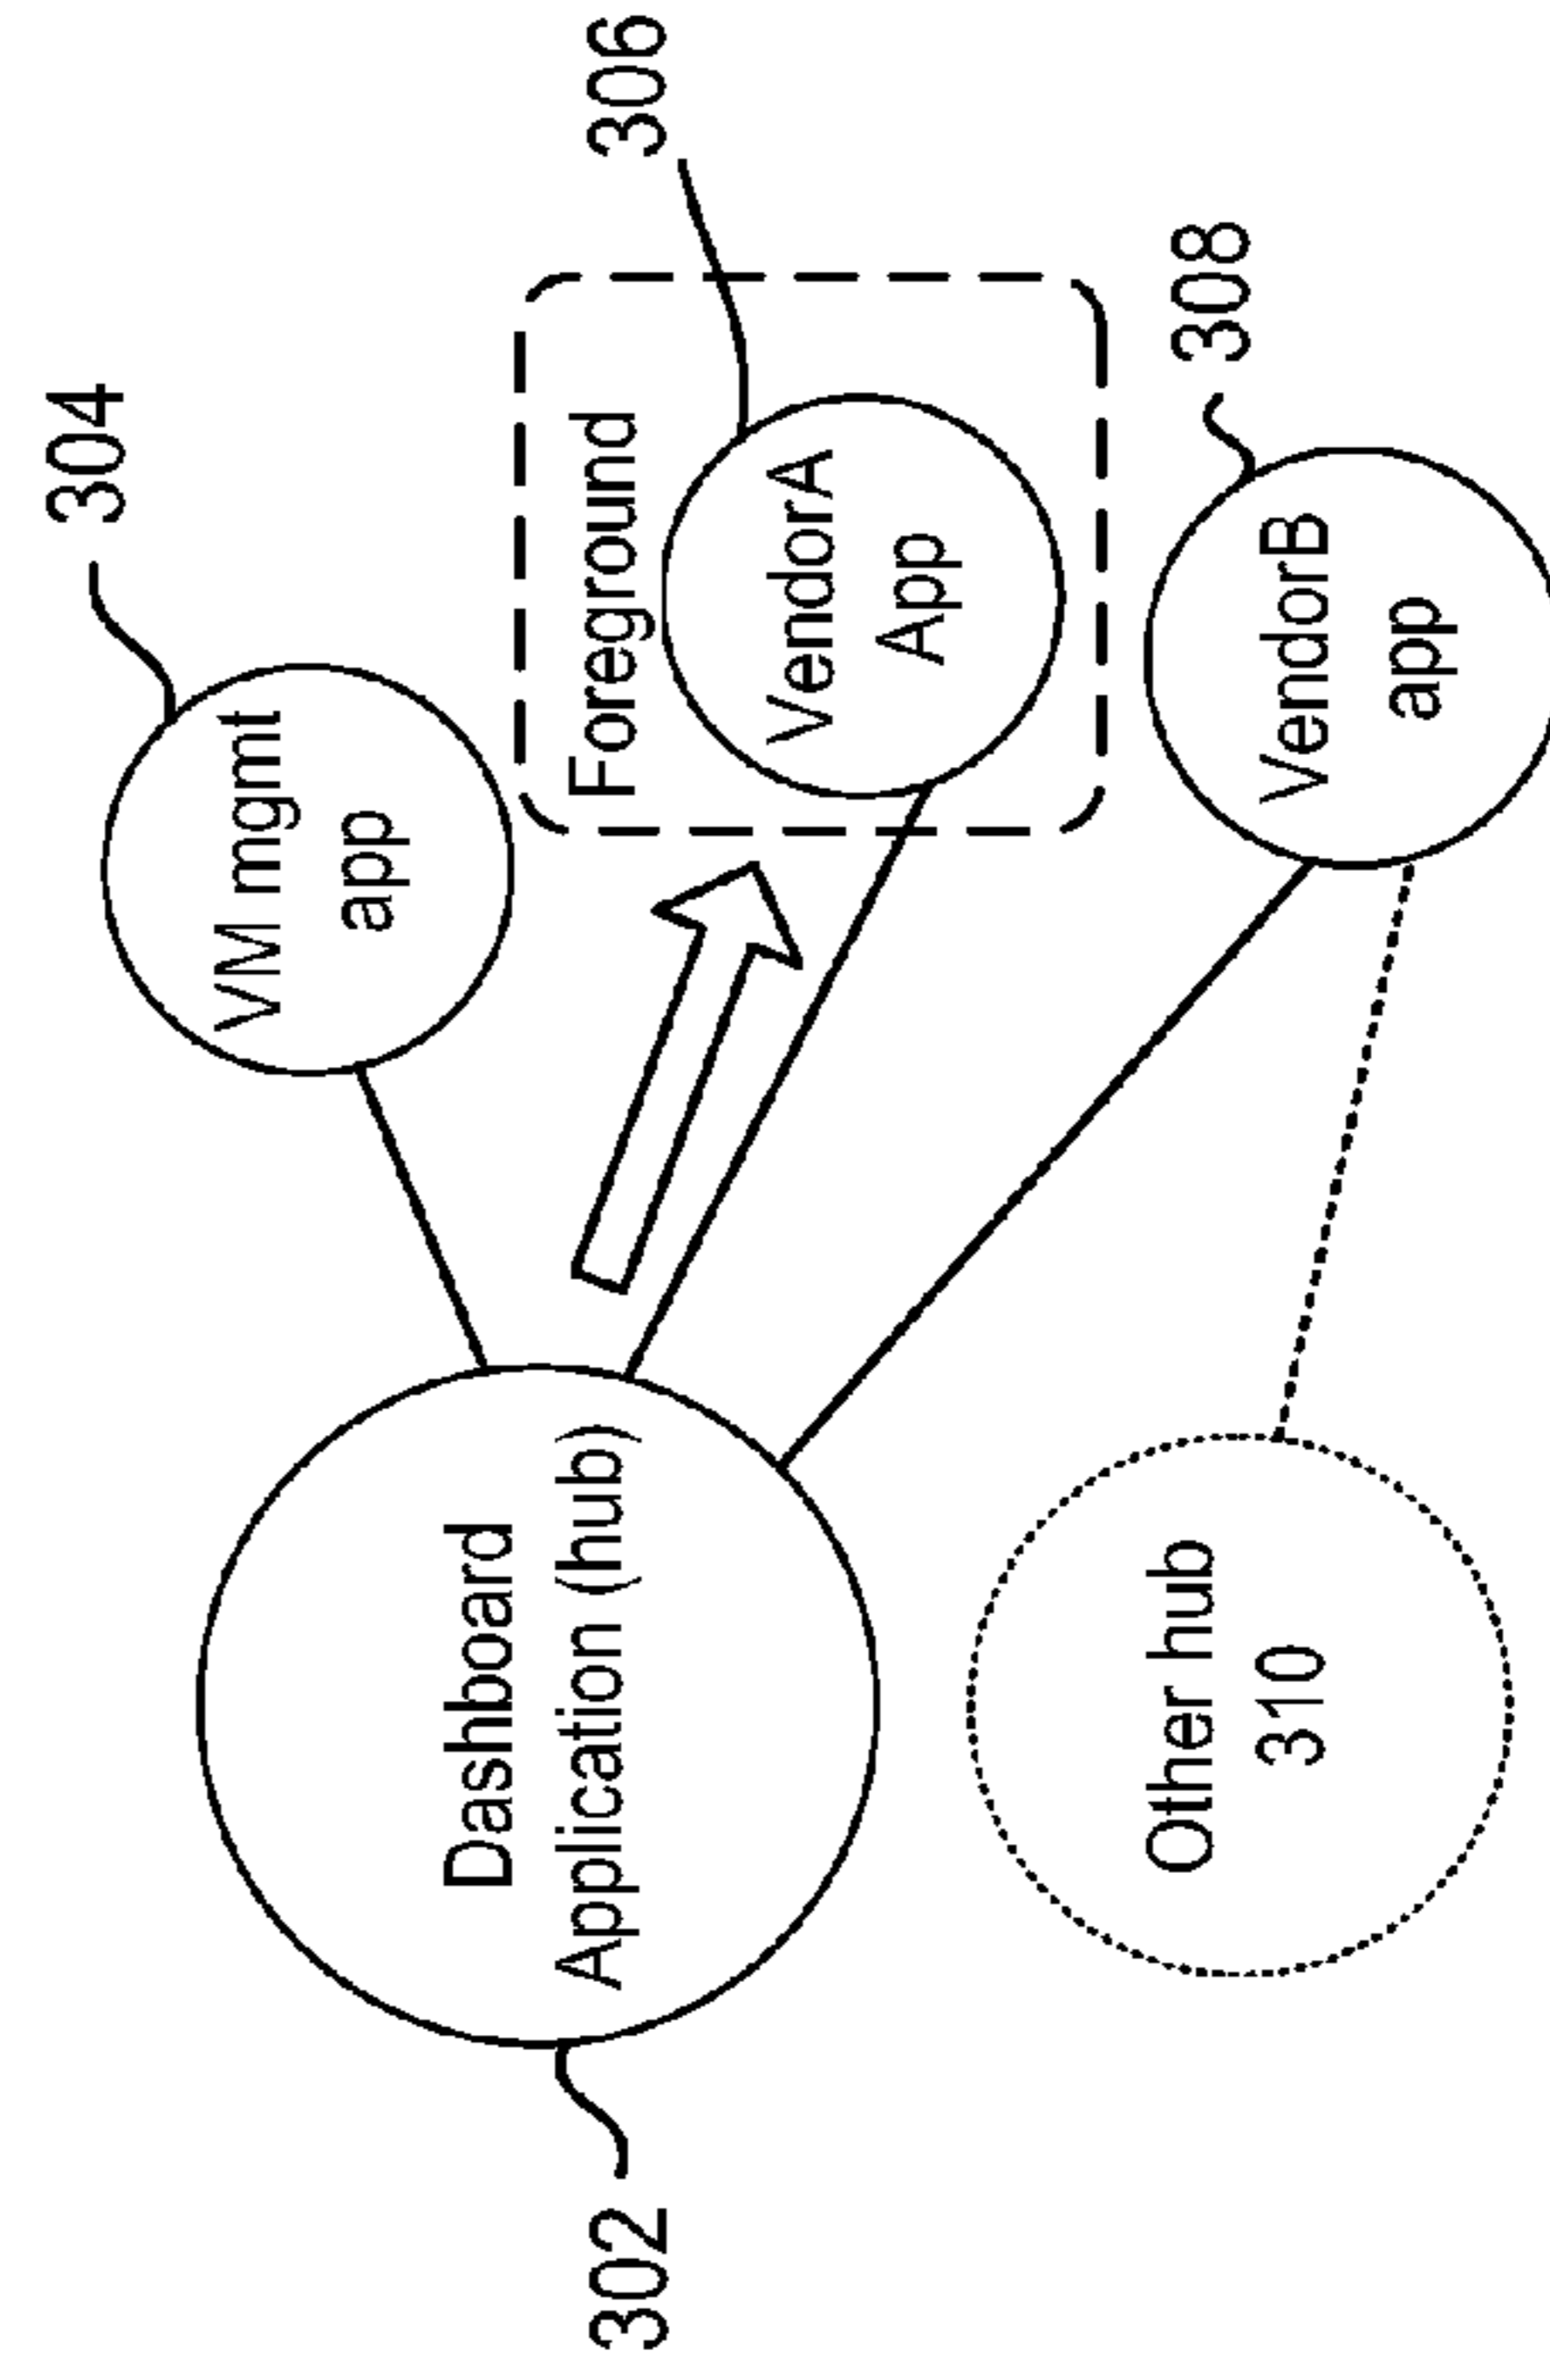 304
VM mgmt
app
306
Foreground
VendorA
App
Dashboard
Application (hub)
302
308
VendorB
app
Other hub
310